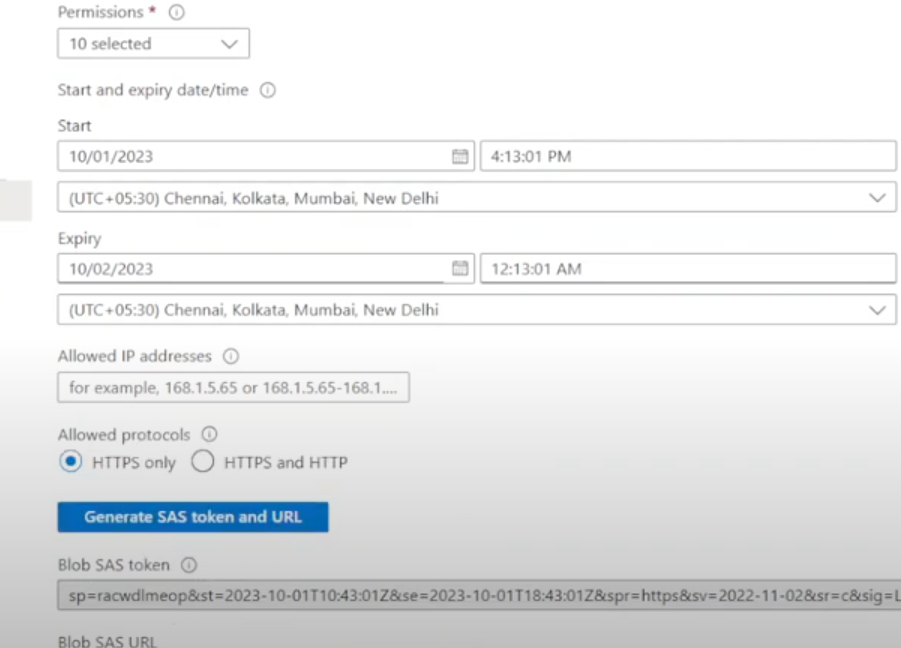 Permissions *
10 selected
Start and expiry date/time
Start
10/01/2023 4:13:01 PM
(UTC+05:30) Chennai, Kolkata, Mumbai, New Delhi
Expiry
10/02/2023 12:13:01 AM
(UTC+05:30) Chennai, Kolkata, Mumbai, New Delhi
Allowed IP addresses
for example, 168.1.5.65 or 168.1.5.65-168.1....
Allowed protocols
HTTPS only HTTPS and HTTP
Generate SAS token and URL
Blob SAS token
sp=racwdlmeop&st=2023-10-01T10:43:01Z&se=2023-10-01T18:43:01Z&spr=https&sv=2022-11-02&sr=c&sig=L
Blob SAS URL